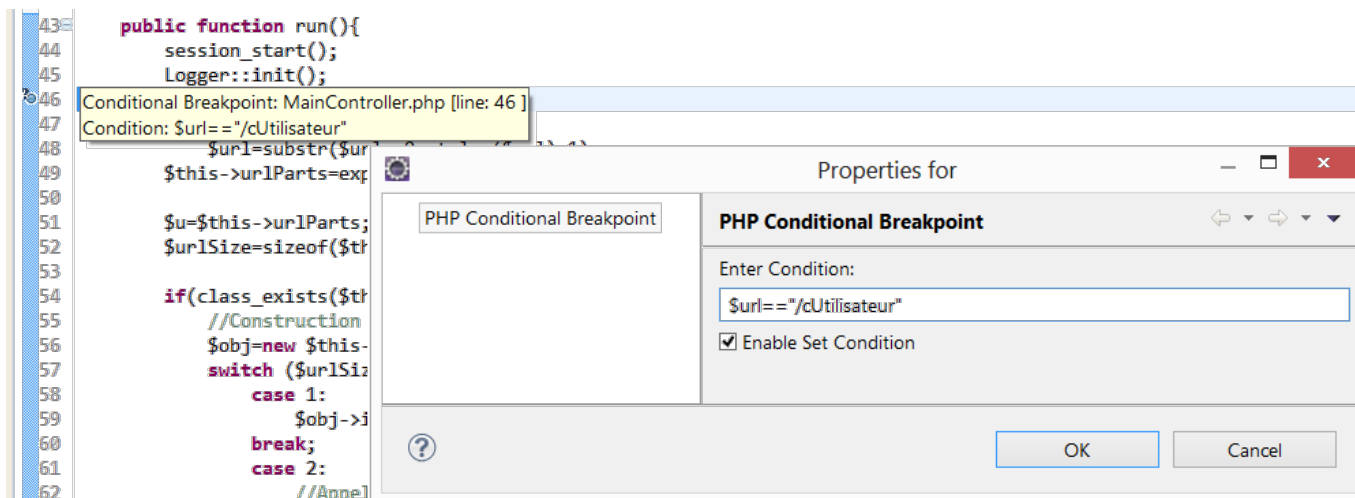 43 public function run(){
44 session_start();
45 Logger::init();
46
Conditional Breakpoint: MainController.php [line: 46 ]
Condition: $url=="/cUtilisateur"
47
48 $url=substr($ur
49 $this->urlParts=exp
50
51 $u=$this->urlParts;
52 $urlSize=sizeof($th
53
54 if(class_exists($th
55 //Construction
56 $obj=new $this-
57 switch ($urlSiz
58 case 1:
59 $obj->i
60 break;
61 case 2:
62 //Appel
Properties for
PHP Conditional Breakpoint
PHP Conditional Breakpoint
Enter Condition:
$url=="/cUtilisateur"
Enable Set Condition
OK
Cancel